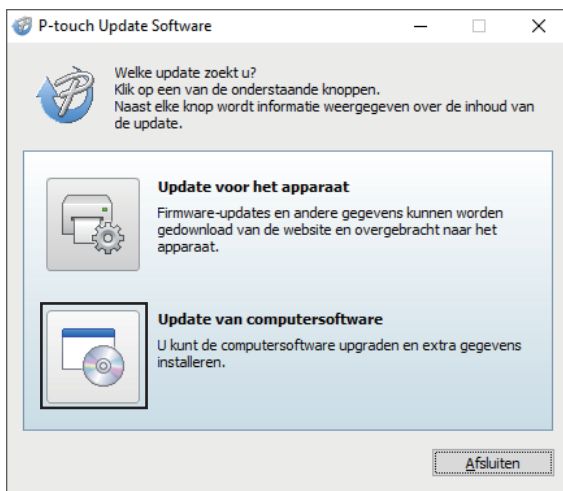 P-touch Update Software
Welke update zoekt u?
Klik op een van de onderstaande knoppen.
Naast elke knop wordt informatie weergegeven over de inhoud van
de update.
Update voor het apparaat
Firmware-updates en andere gegevens kunnen worden
gedownload van de website en overgebracht naar het
apparaat.
Update van computersoftware
U kunt de computersoftware upgraden en extra gegevens
installeren.
Afsluiten